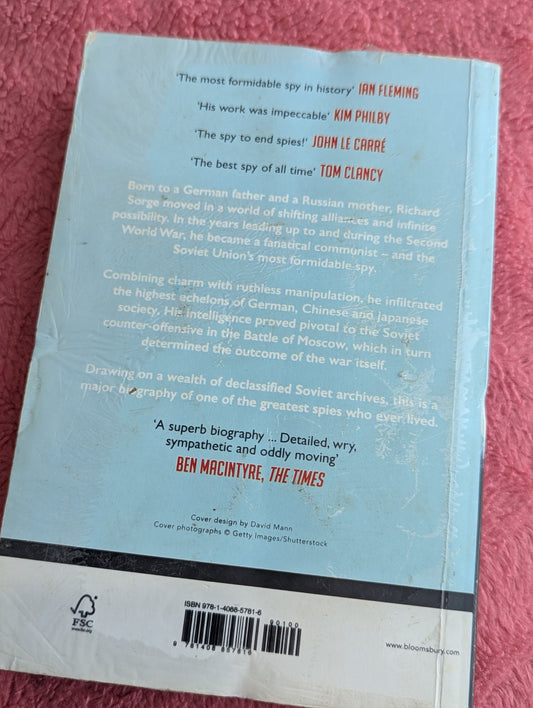 'The most formidable spy in history' IAN FLEMING
'His work was impeccable' KIM PHILBY
'The spy to end spies!' JOHN LE CARRÉ
'The best spy of all time' TOM CLANCY
Born to a German father and a Russian mother, Richard
Sorge moved in a world of shifting alliances and infinite
possibility. In the years leading up to and during the Second
World War, he became a fanatical communist – and the
Soviet Union's most formidable spy.
Combining charm with ruthless manipulation, he infiltrated
the highest echelons of German, Chinese and Japanese
society. His intelligence proved pivotal to the Soviet
counter-offensive in the Battle of Moscow, which in turn
determined the outcome of the war itself.
Drawing on a wealth of declassified Soviet archives, this is a
major biography of one of the greatest spies who ever lived.
'A superb biography ... Detailed, wry,
sympathetic and oddly moving'
BEN MACINTYRE, THE TIMES
Cover design by David Mann
Cover photographs © Getty Images/Shutterstock
ISBN 978-1-4088-5781-6
90100
9 781408 857816
FSC
www.bloomsbury.com